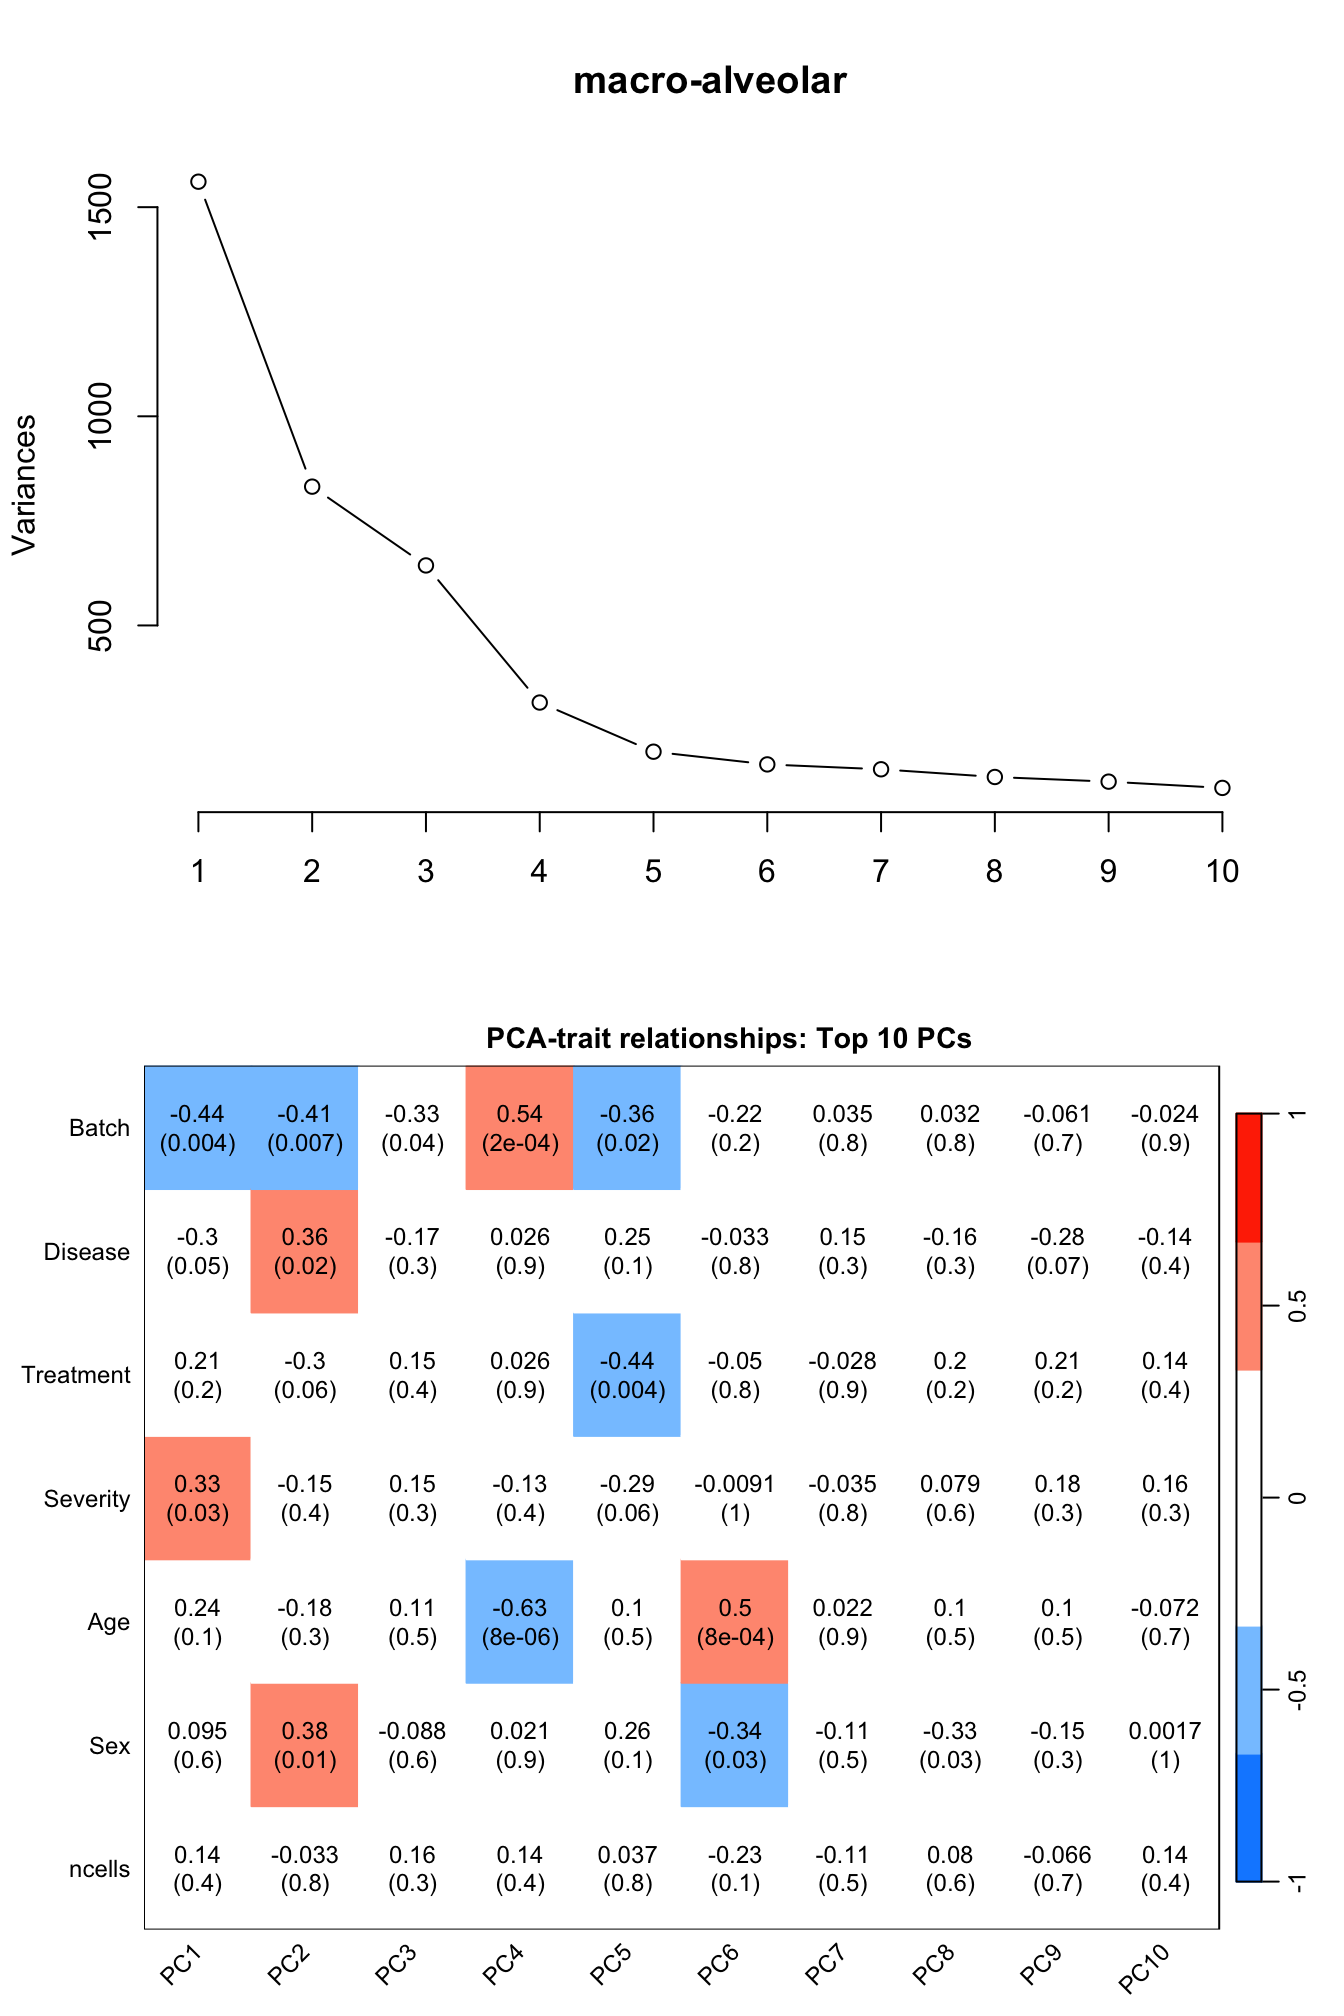 macro-alveolar
Variances
1500
1000
500
1 2 3 4 5 6 7 8 9 10
PCA-trait relationships: Top 10 PCs
Batch -0.44 -0.41 -0.33 0.54 -0.36 -0.22 0.035 0.032 -0.061 -0.024
(0.004) (0.007) (0.04) (2e-04) (0.02) (0.2) (0.8) (0.8) (0.7) (0.9)
Disease -0.3 0.36 -0.17 0.026 0.25 -0.033 0.15 -0.16 -0.28 -0.14
(0.05) (0.02) (0.3) (0.9) (0.1) (0.8) (0.3) (0.3) (0.07) (0.4)
Treatment 0.21 -0.3 0.15 0.026 -0.44 -0.05 -0.028 0.2 0.21 0.14
(0.2) (0.06) (0.4) (0.9) (0.004) (0.8) (0.9) (0.2) (0.2) (0.4)
Severity 0.33 -0.15 0.15 -0.13 -0.29 -0.0091 -0.035 0.079 0.18 0.16
(0.03) (0.4) (0.3) (0.4) (0.06) (1) (0.8) (0.6) (0.3) (0.3)
Age 0.24 -0.18 0.11 -0.63 0.1 0.5 0.022 0.1 0.1 -0.072
(0.1) (0.3) (0.5) (8e-06) (0.5) (8e-04) (0.9) (0.5) (0.5) (0.7)
Sex 0.095 0.38 -0.088 0.021 0.26 -0.34 -0.11 -0.33 -0.15 0.0017
(0.6) (0.01) (0.6) (0.9) (0.1) (0.03) (0.5) (0.03) (0.3) (1)
ncells 0.14 -0.033 0.16 0.14 0.037 -0.23 -0.11 0.08 -0.066 0.14
(0.4) (0.8) (0.3) (0.4) (0.8) (0.1) (0.5) (0.6) (0.7) (0.4)
PC1 PC2 PC3 PC4 PC5 PC6 PC7 PC8 PC9 PC10
1
0.5
0
-0.5
-1